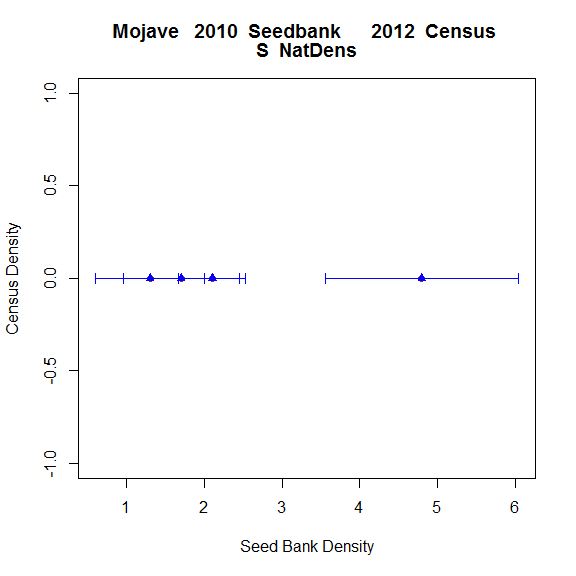 Mojave 2010 Seedbank 2012 Census
S NatDens
1.0
0.5
0.0
-0.5
-1.0
Census Density
1 2 3 4 5 6
Seed Bank Density